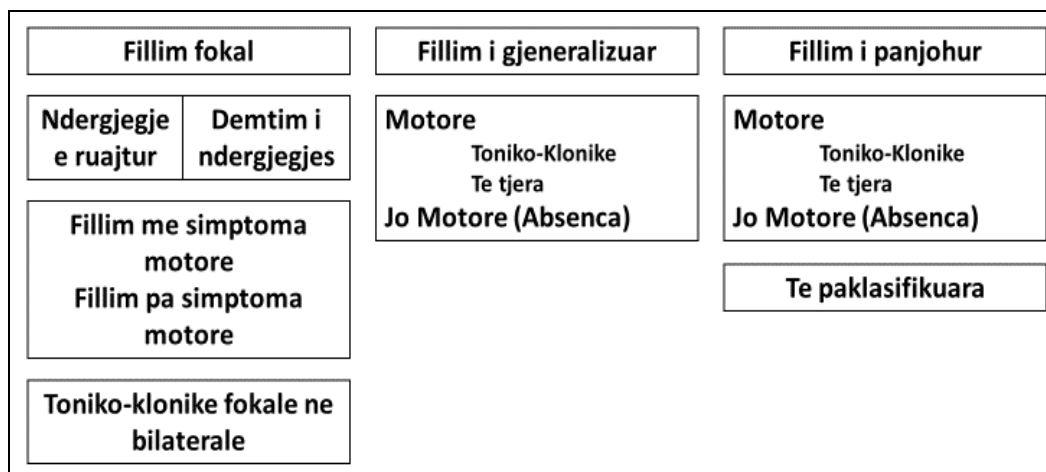 Fillim fokal
Ndergjegje
e ruajtur
Demtim i
ndergjegjes
Fillim me simptoma
motore
Fillim pa simptoma
motore
Toniko-klonike fokale ne
bilaterale
Fillim i gjeneralizuar
Motore
Toniko-Klonike
Te tjera
Jo Motore (Absenca)
Fillim i panjohur
Motore
Toniko-Klonike
Te tjera
Jo Motore (Absenca)
Te paklasifikuara